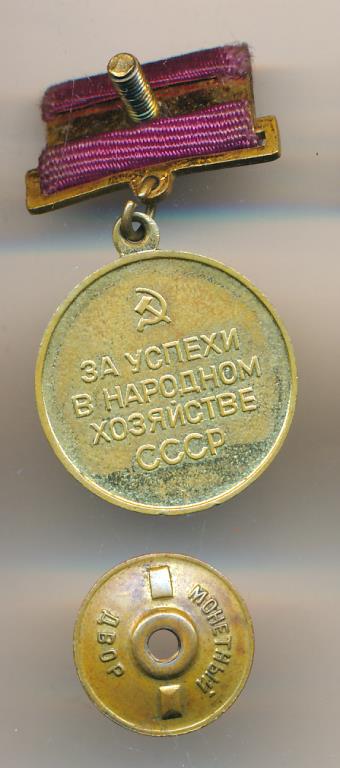 ЗА УСПЕХИ
В НАРОДНОМ
ХОЗЯЙСТВЕ
СССР
МОНЕТНЫЙ
ДВОР